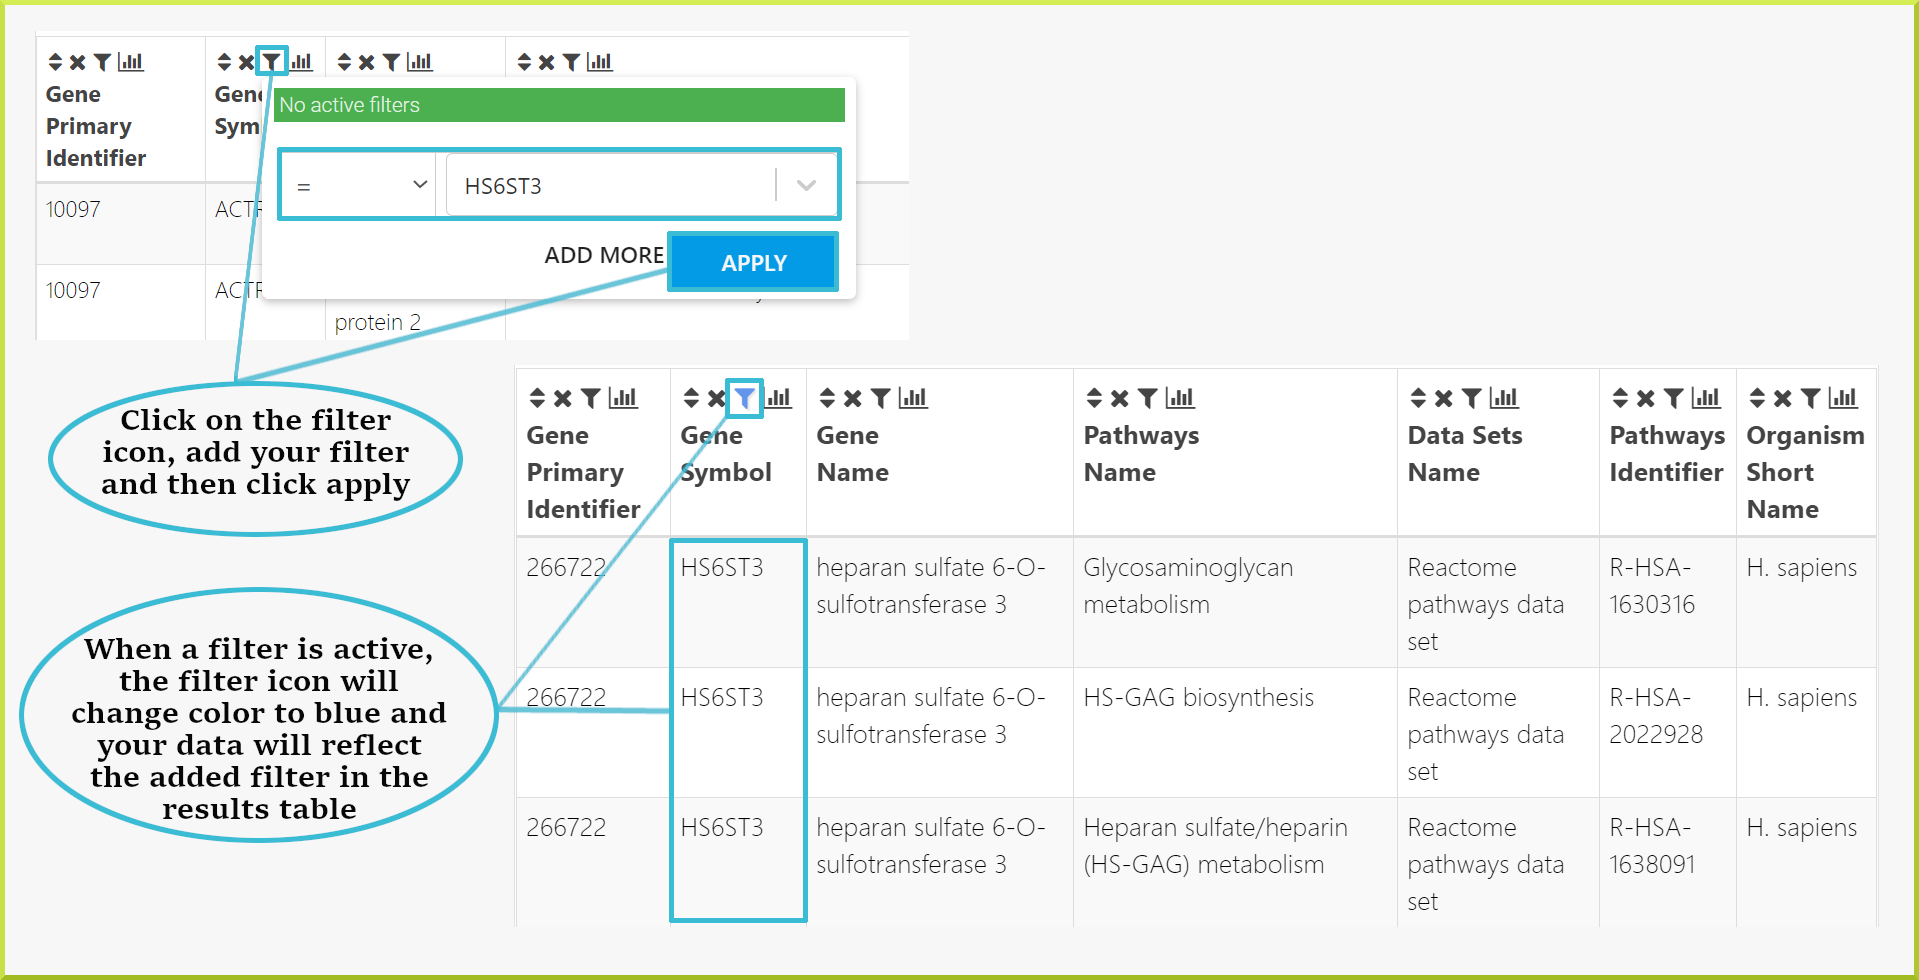 Gene
Primary
Identifier
Gene
Sym
No active filters
= HS6ST3
ADD MORE APPLY
10097 ACTR
10097 ACTR
protein 2
Click on the filter
icon, add your filter
and then click apply
When a filter is active,
the filter icon will
change color to blue and
your data will reflect
the added filter in the
results table
Gene Gene Gene Pathways Data Sets Pathways Organism
Primary Symbol Name Name Name Identifier Short
Identifier Name
266722 HS6ST3 heparan sulfate 6-O- Glycosaminoglycan Reactome R-HSA- H. sapiens
sulfotransferase 3 metabolism pathways data 1630316
set
266722 HS6ST3 heparan sulfate 6-O- HS-GAG biosynthesis Reactome R-HSA- H. sapiens
sulfotransferase 3 pathways data 2022928
set
266722 HS6ST3 heparan sulfate 6-O- Heparan sulfate/heparin Reactome R-HSA- H. sapiens
sulfotransferase 3 (HS-GAG) metabolism pathways data 1638091
set